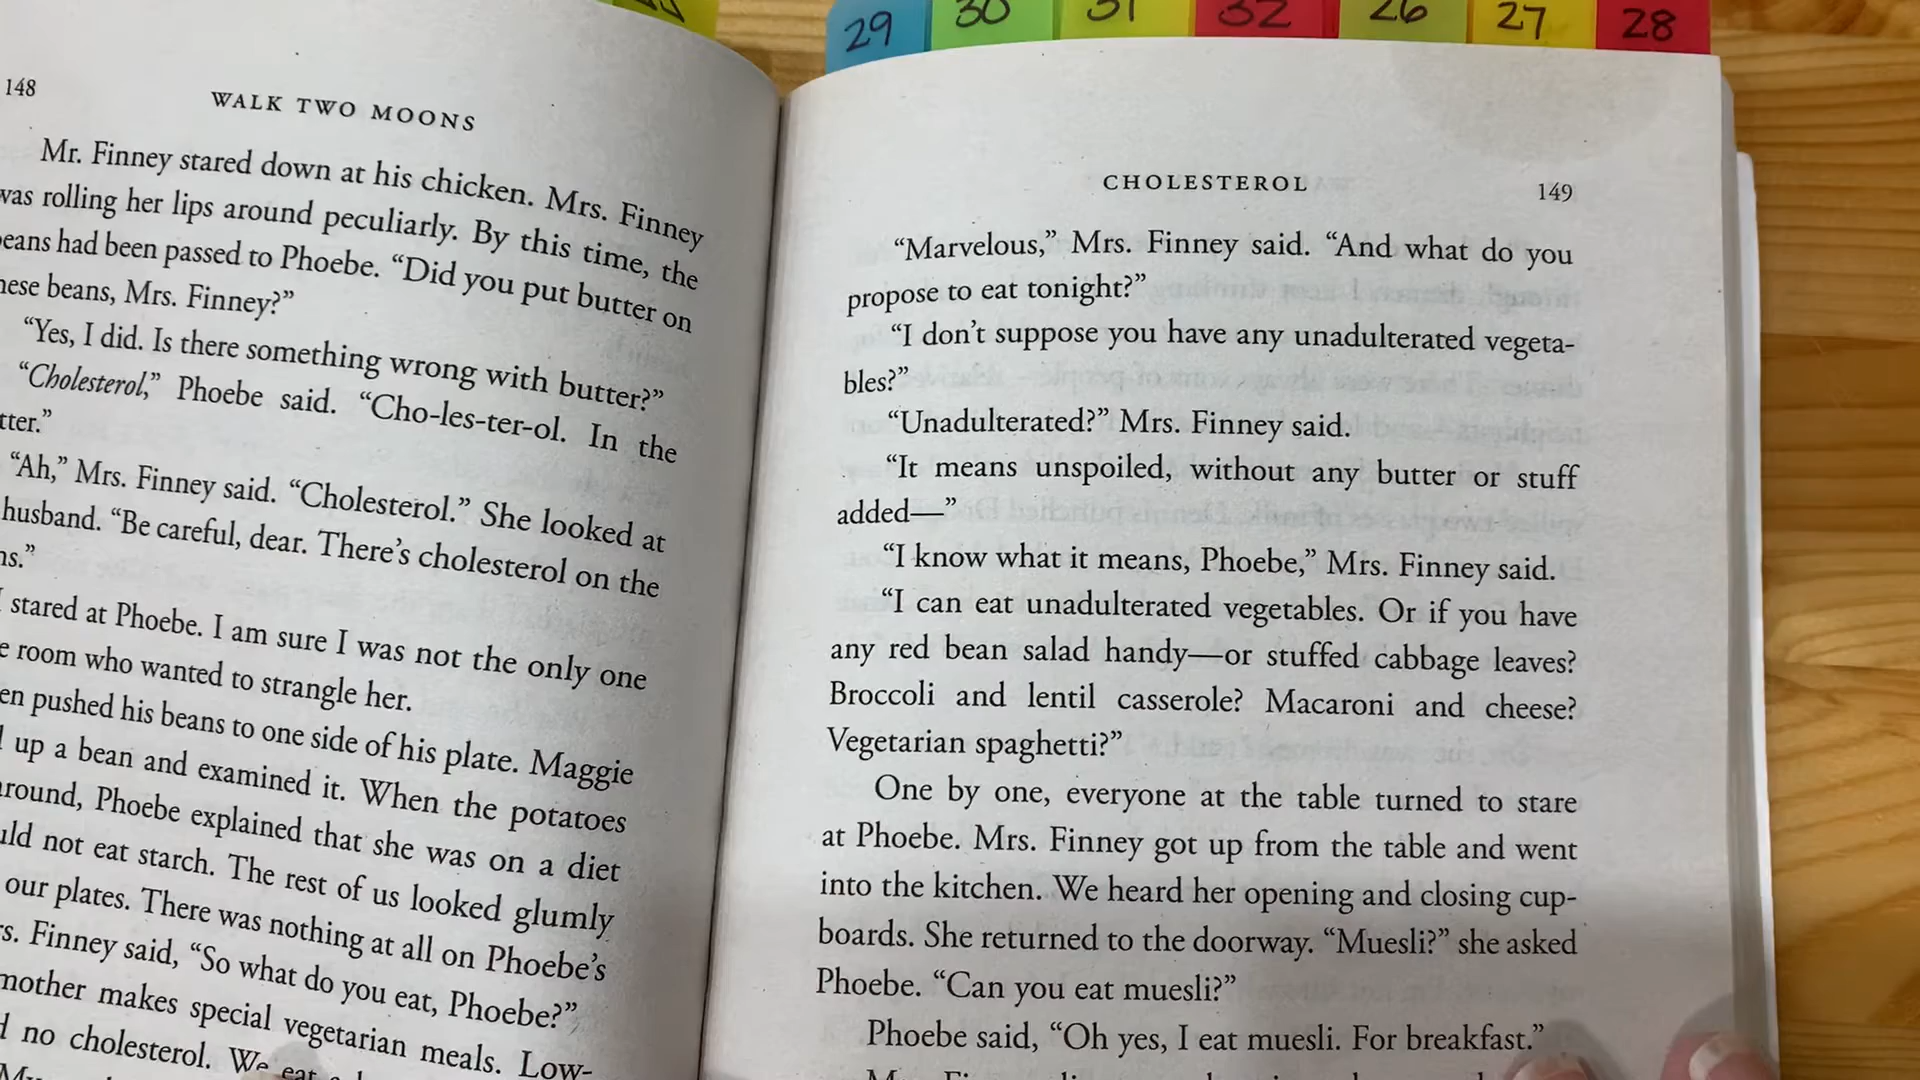 29 30 31 32 26 27 28
148
WALK TWO MOONS
Mr. Finney stared down at his chicken. Mrs. Finney
was rolling her lips around peculiarly. By this time, the
beans had been passed to Phoebe. “Did you put butter on
these beans, Mrs. Finney?”
“Yes, I did. Is there something wrong with butter?”
“Cholesterol,” Phoebe said. “Cho-les-ter-ol. In the
“Ah,” Mrs. Finney said. “Cholesterol.” She looked at
husband. “Be careful, dear. There’s cholesterol on the
I stared at Phoebe. I am sure I was not the only one
room who wanted to strangle her.
pushed his beans to one side of his plate. Maggie
up a bean and examined it. When the potatoes
around, Phoebe explained that she was on a diet
not eat starch. The rest of us looked glumly
our plates. There was nothing at all on Phoebe’s
Finney said, “So what do you eat, Phoebe?”
mother makes special vegetarian meals. Low-
no cholesterol. We eat
CHOLESTEROL 149
“Marvelous,” Mrs. Finney said. “And what do you
propose to eat tonight?”
“I don’t suppose you have any unadulterated vegeta-
bles?”
“Unadulterated?” Mrs. Finney said.
“It means unspoiled, without any butter or stuff
added—”
“I know what it means, Phoebe,” Mrs. Finney said.
“I can eat unadulterated vegetables. Or if you have
any red bean salad handy—or stuffed cabbage leaves?
Broccoli and lentil casserole? Macaroni and cheese?
Vegetarian spaghetti?”
One by one, everyone at the table turned to stare
at Phoebe. Mrs. Finney got up from the table and went
into the kitchen. We heard her opening and closing cup-
boards. She returned to the doorway. “Muesli?” she asked
Phoebe. “Can you eat muesli?”
Phoebe said, “Oh yes, I eat muesli. For breakfast.”